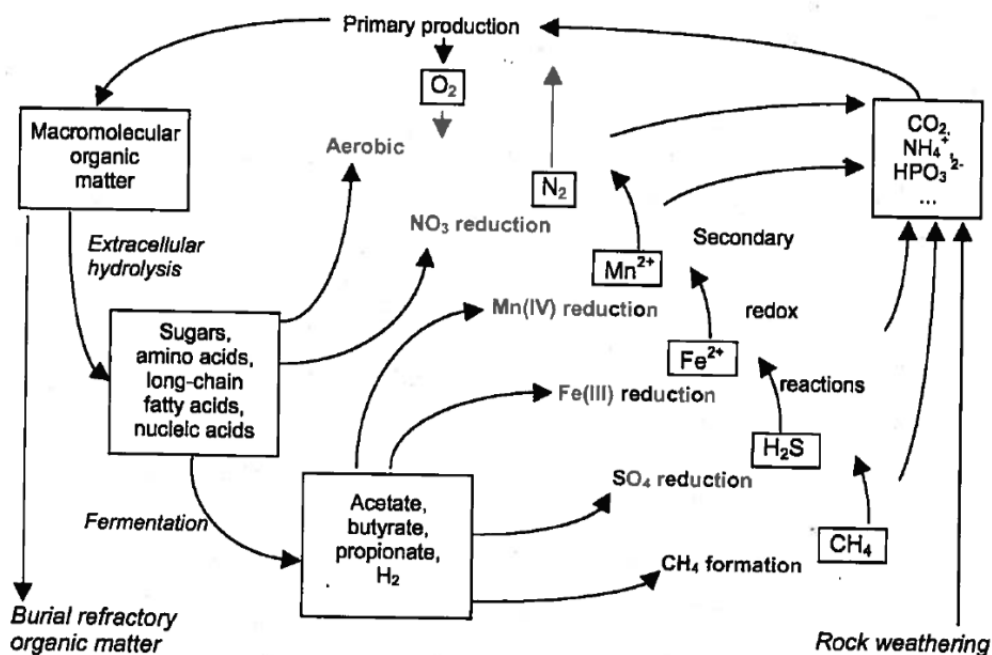 Primary production
O₂
Macromolecular
organic
matter
Aerobic
N₂
CO₂,
NH₄⁺,
HPO₃²⁻
...
Extracellular
hydrolysis
NO₃ reduction
Secondary
Mn²⁺
Mn(IV) reduction
redox
Sugars,
amino acids,
long-chain
fatty acids,
nucleic acids
Fe²⁺
Fe(III) reduction
reactions
H₂S
SO₄ reduction
Fermentation
Acetate,
butyrate,
propionate,
H₂
CH₄
CH₄ formation
Burial refractory
organic matter
Rock weathering